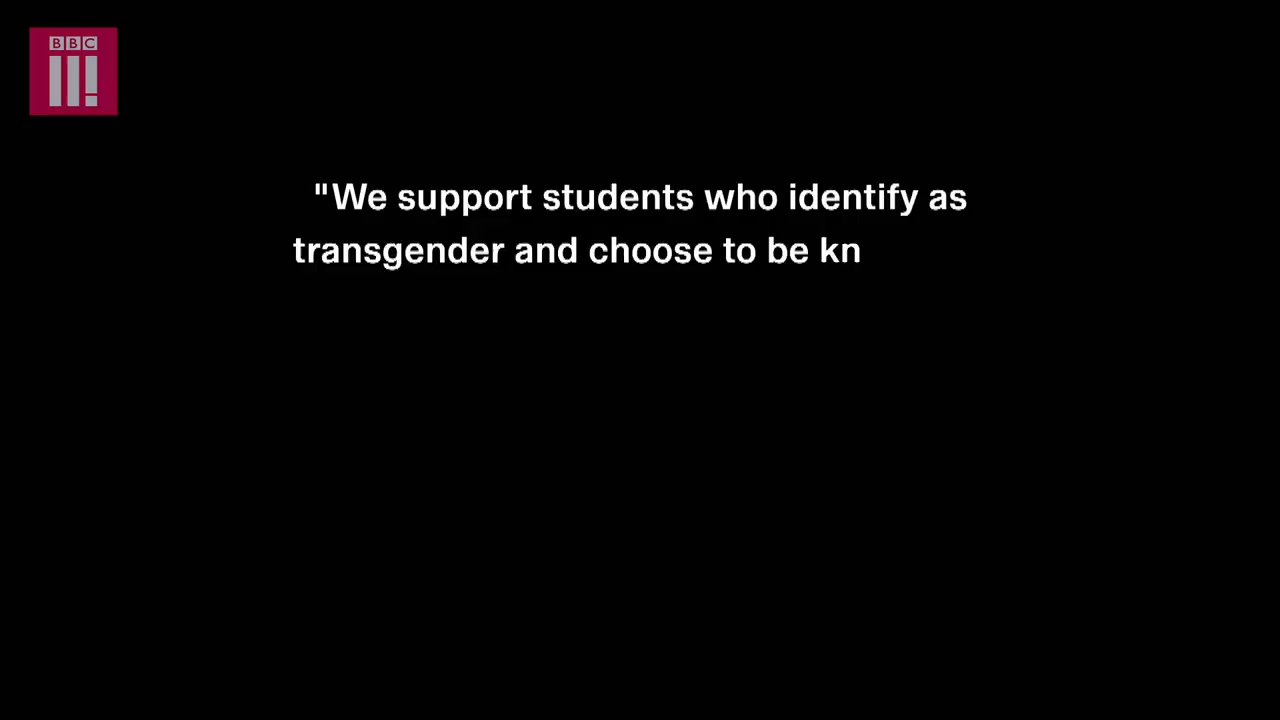 BBC
"We support students who identify as
transgender and choose to be kn